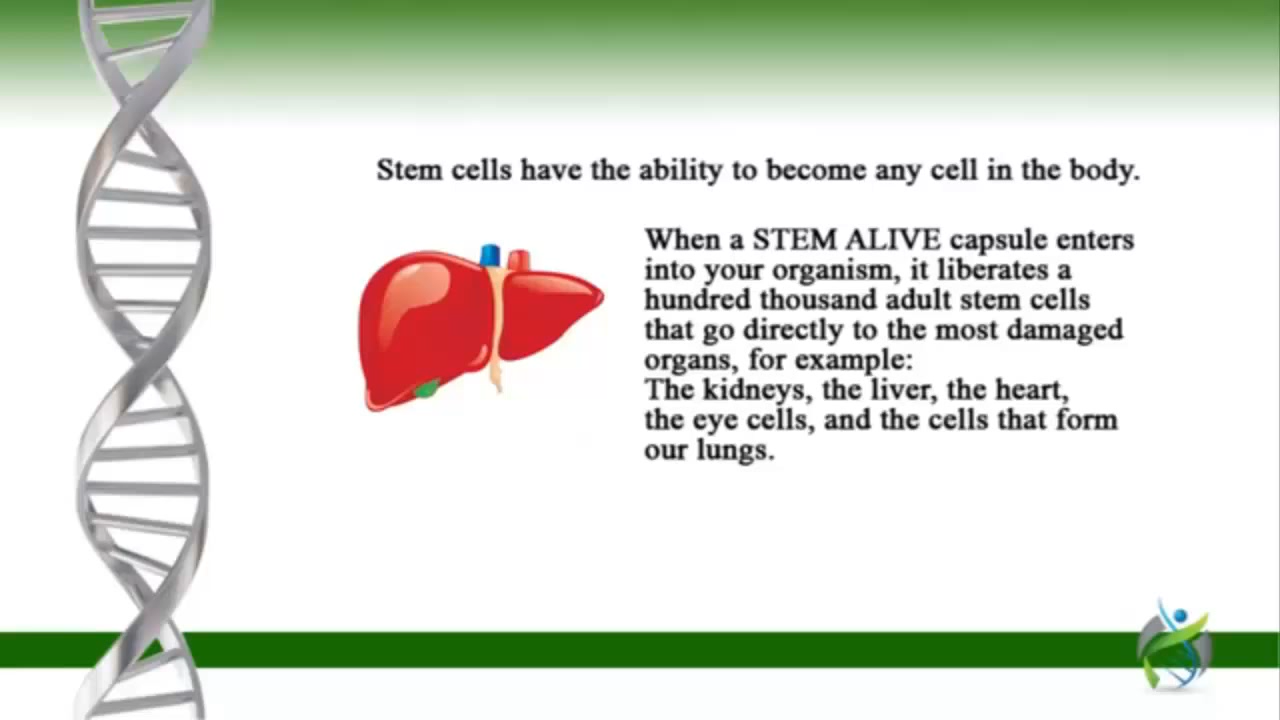 Stem cells have the ability to become any cell in the body.
When a STEM ALIVE capsule enters
into your organism, it liberates a
hundred thousand adult stem cells
that go directly to the most damaged
organs, for example:
The kidneys, the liver, the heart,
the eye cells, and the cells that form
our lungs.